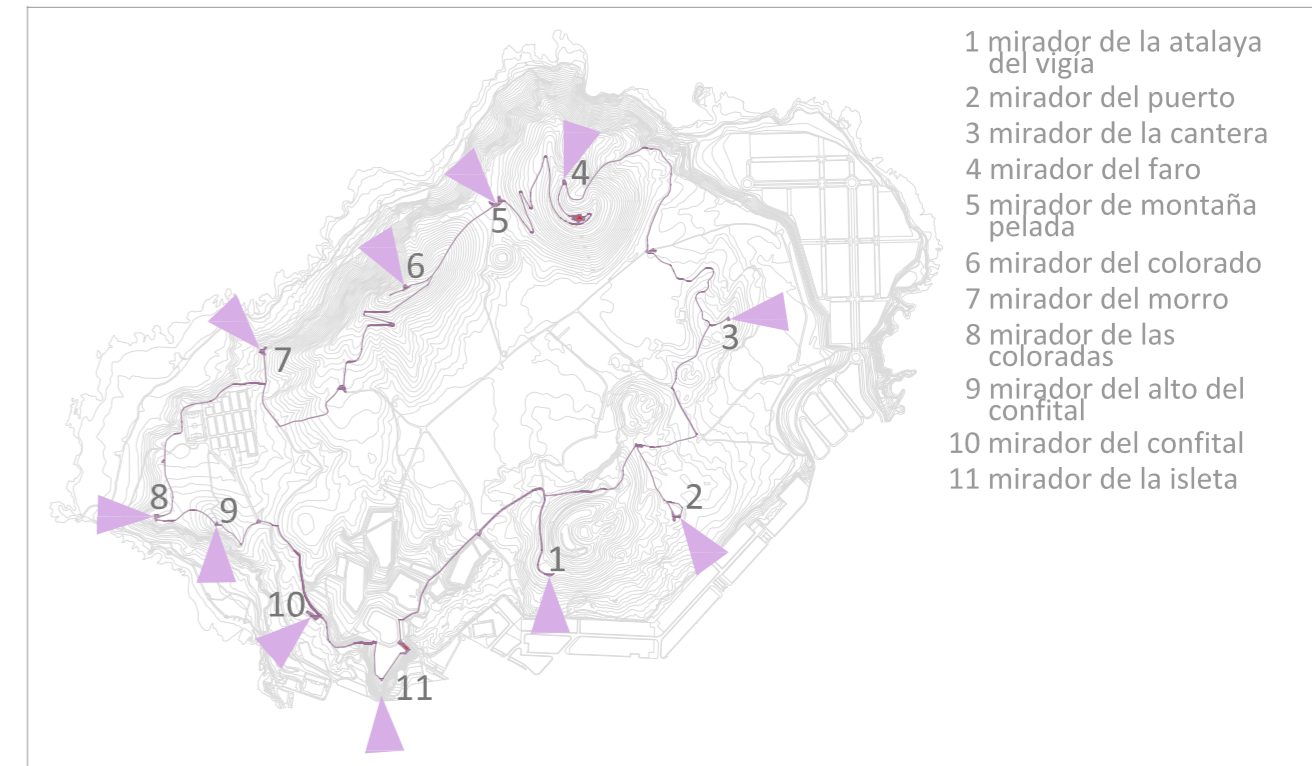 1 mirador de la atalaya
del vigía
2 mirador del puerto
3 mirador de la cantera
4 mirador del faro
5 mirador de montaña
pelada
6 mirador del colorado
7 mirador del morro
8 mirador de las
coloradas
9 mirador del alto del
confital
10 mirador del confital
11 mirador de la isleta
4
5
6
3
7
8
9
2
1
10
11